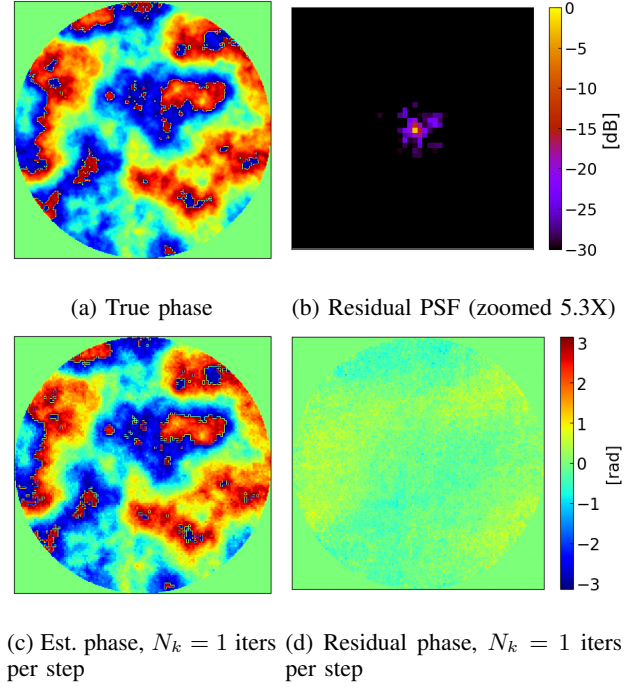 0
−5
−10
−15
−20
−25
−30
[dB]
(a) True phase
(b) Residual PSF (zoomed 5.3X)
3
2
1
0
−1
−2
−3
[rad]
(c) Est. phase, N_k = 1 iters
per step
(d) Residual phase, N_k = 1 iters
per step